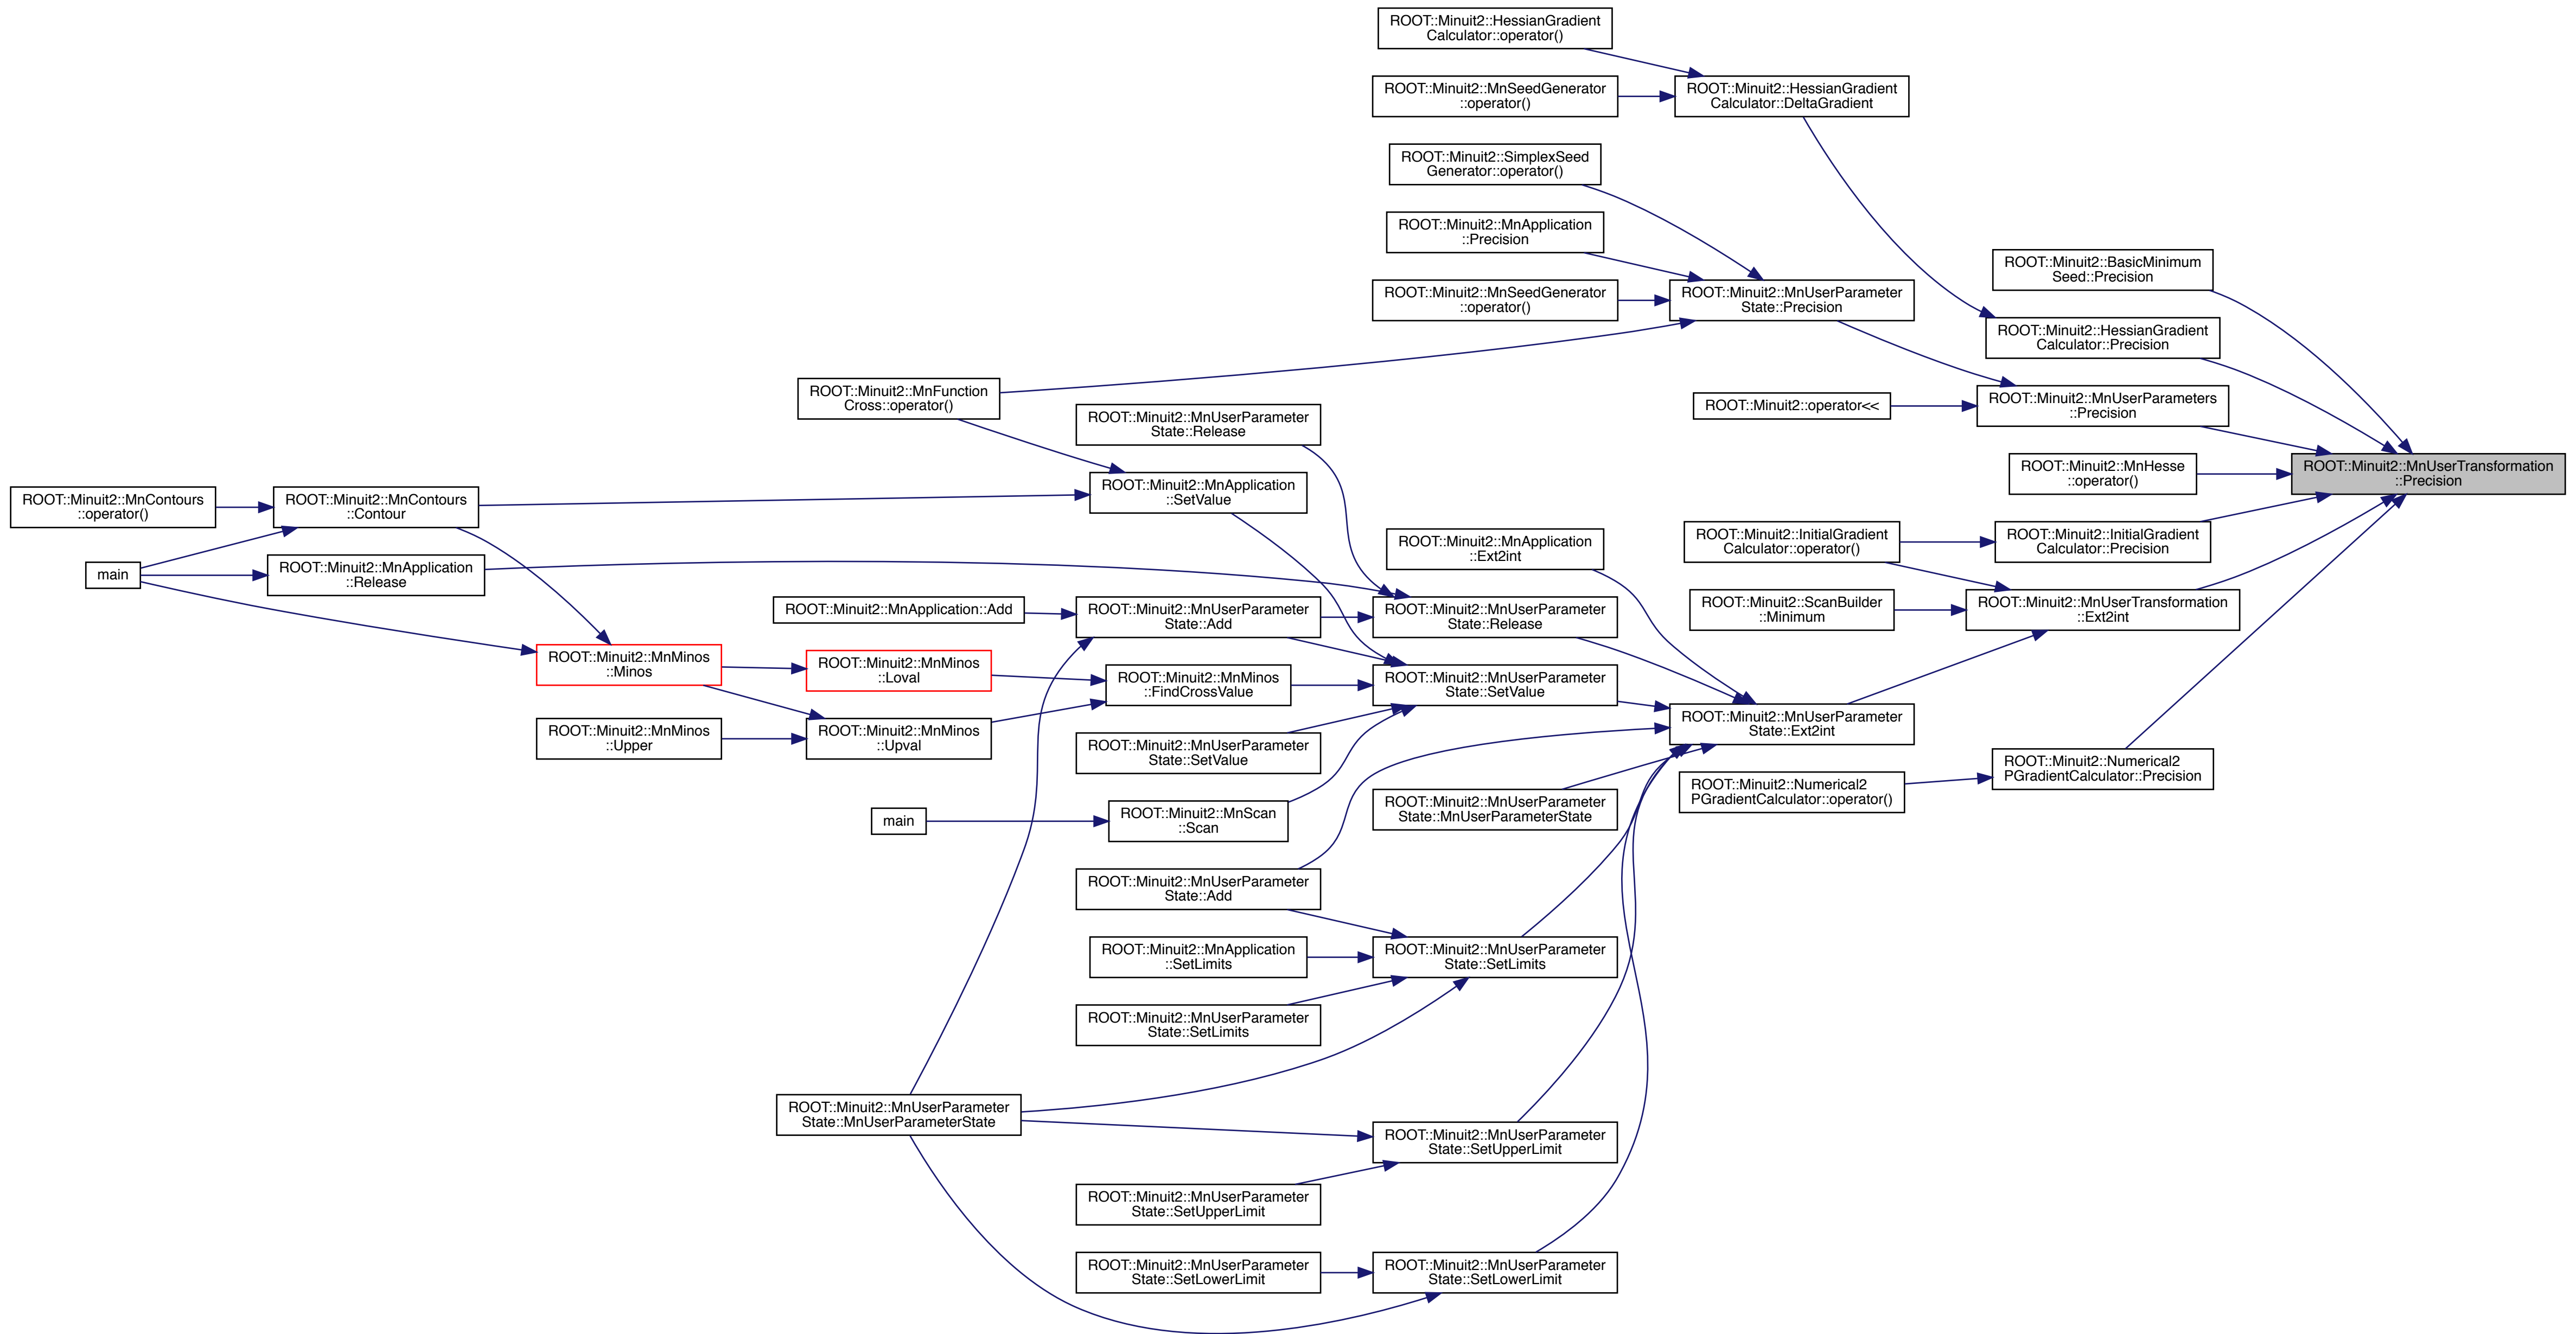 ROOT::Minuit2::HessianGradient
Calculator::operator()
ROOT::Minuit2::MnSeedGenerator
::operator()
ROOT::Minuit2::HessianGradient
Calculator::DeltaGradient
ROOT::Minuit2::SimplexSeed
Generator::operator()
ROOT::Minuit2::MnApplication
::Precision
ROOT::Minuit2::BasicMinimum
Seed::Precision
ROOT::Minuit2::MnSeedGenerator
::operator()
ROOT::Minuit2::MnUserParameter
State::Precision
ROOT::Minuit2::HessianGradient
Calculator::Precision
ROOT::Minuit2::MnFunction
Cross::operator()
ROOT::Minuit2::MnUserParameter
State::Release
ROOT::Minuit2::operator<<
ROOT::Minuit2::MnUserParameters
::Precision
ROOT::Minuit2::MnHesse
::operator()
ROOT::Minuit2::MnUserTransformation
::Precision
ROOT::Minuit2::MnContours
::operator()
ROOT::Minuit2::MnContours
::Contour
ROOT::Minuit2::MnApplication
::SetValue
ROOT::Minuit2::MnApplication
::Ext2int
ROOT::Minuit2::InitialGradient
Calculator::operator()
ROOT::Minuit2::InitialGradient
Calculator::Precision
main
ROOT::Minuit2::MnApplication
::Release
ROOT::Minuit2::MnApplication::Add
ROOT::Minuit2::MnUserParameter
State::Add
ROOT::Minuit2::MnUserParameter
State::Release
ROOT::Minuit2::ScanBuilder
::Minimum
ROOT::Minuit2::MnUserTransformation
::Ext2int
ROOT::Minuit2::MnMinos
::Minos
ROOT::Minuit2::MnMinos
::Loval
ROOT::Minuit2::MnMinos
::FindCrossValue
ROOT::Minuit2::MnUserParameter
State::SetValue
ROOT::Minuit2::MnUserParameter
State::Ext2int
ROOT::Minuit2::MnMinos
::Upper
ROOT::Minuit2::MnMinos
::Upval
ROOT::Minuit2::MnUserParameter
State::SetValue
ROOT::Minuit2::Numerical2
PGradientCalculator::Precision
ROOT::Minuit2::Numerical2
PGradientCalculator::operator()
ROOT::Minuit2::MnUserParameter
State::MnUserParameterState
main
ROOT::Minuit2::MnScan
::Scan
ROOT::Minuit2::MnUserParameter
State::Add
ROOT::Minuit2::MnApplication
::SetLimits
ROOT::Minuit2::MnUserParameter
State::SetLimits
ROOT::Minuit2::MnUserParameter
State::SetLimits
ROOT::Minuit2::MnUserParameter
State::MnUserParameterState
ROOT::Minuit2::MnUserParameter
State::SetUpperLimit
ROOT::Minuit2::MnUserParameter
State::SetUpperLimit
ROOT::Minuit2::MnUserParameter
State::SetLowerLimit
ROOT::Minuit2::MnUserParameter
State::SetLowerLimit